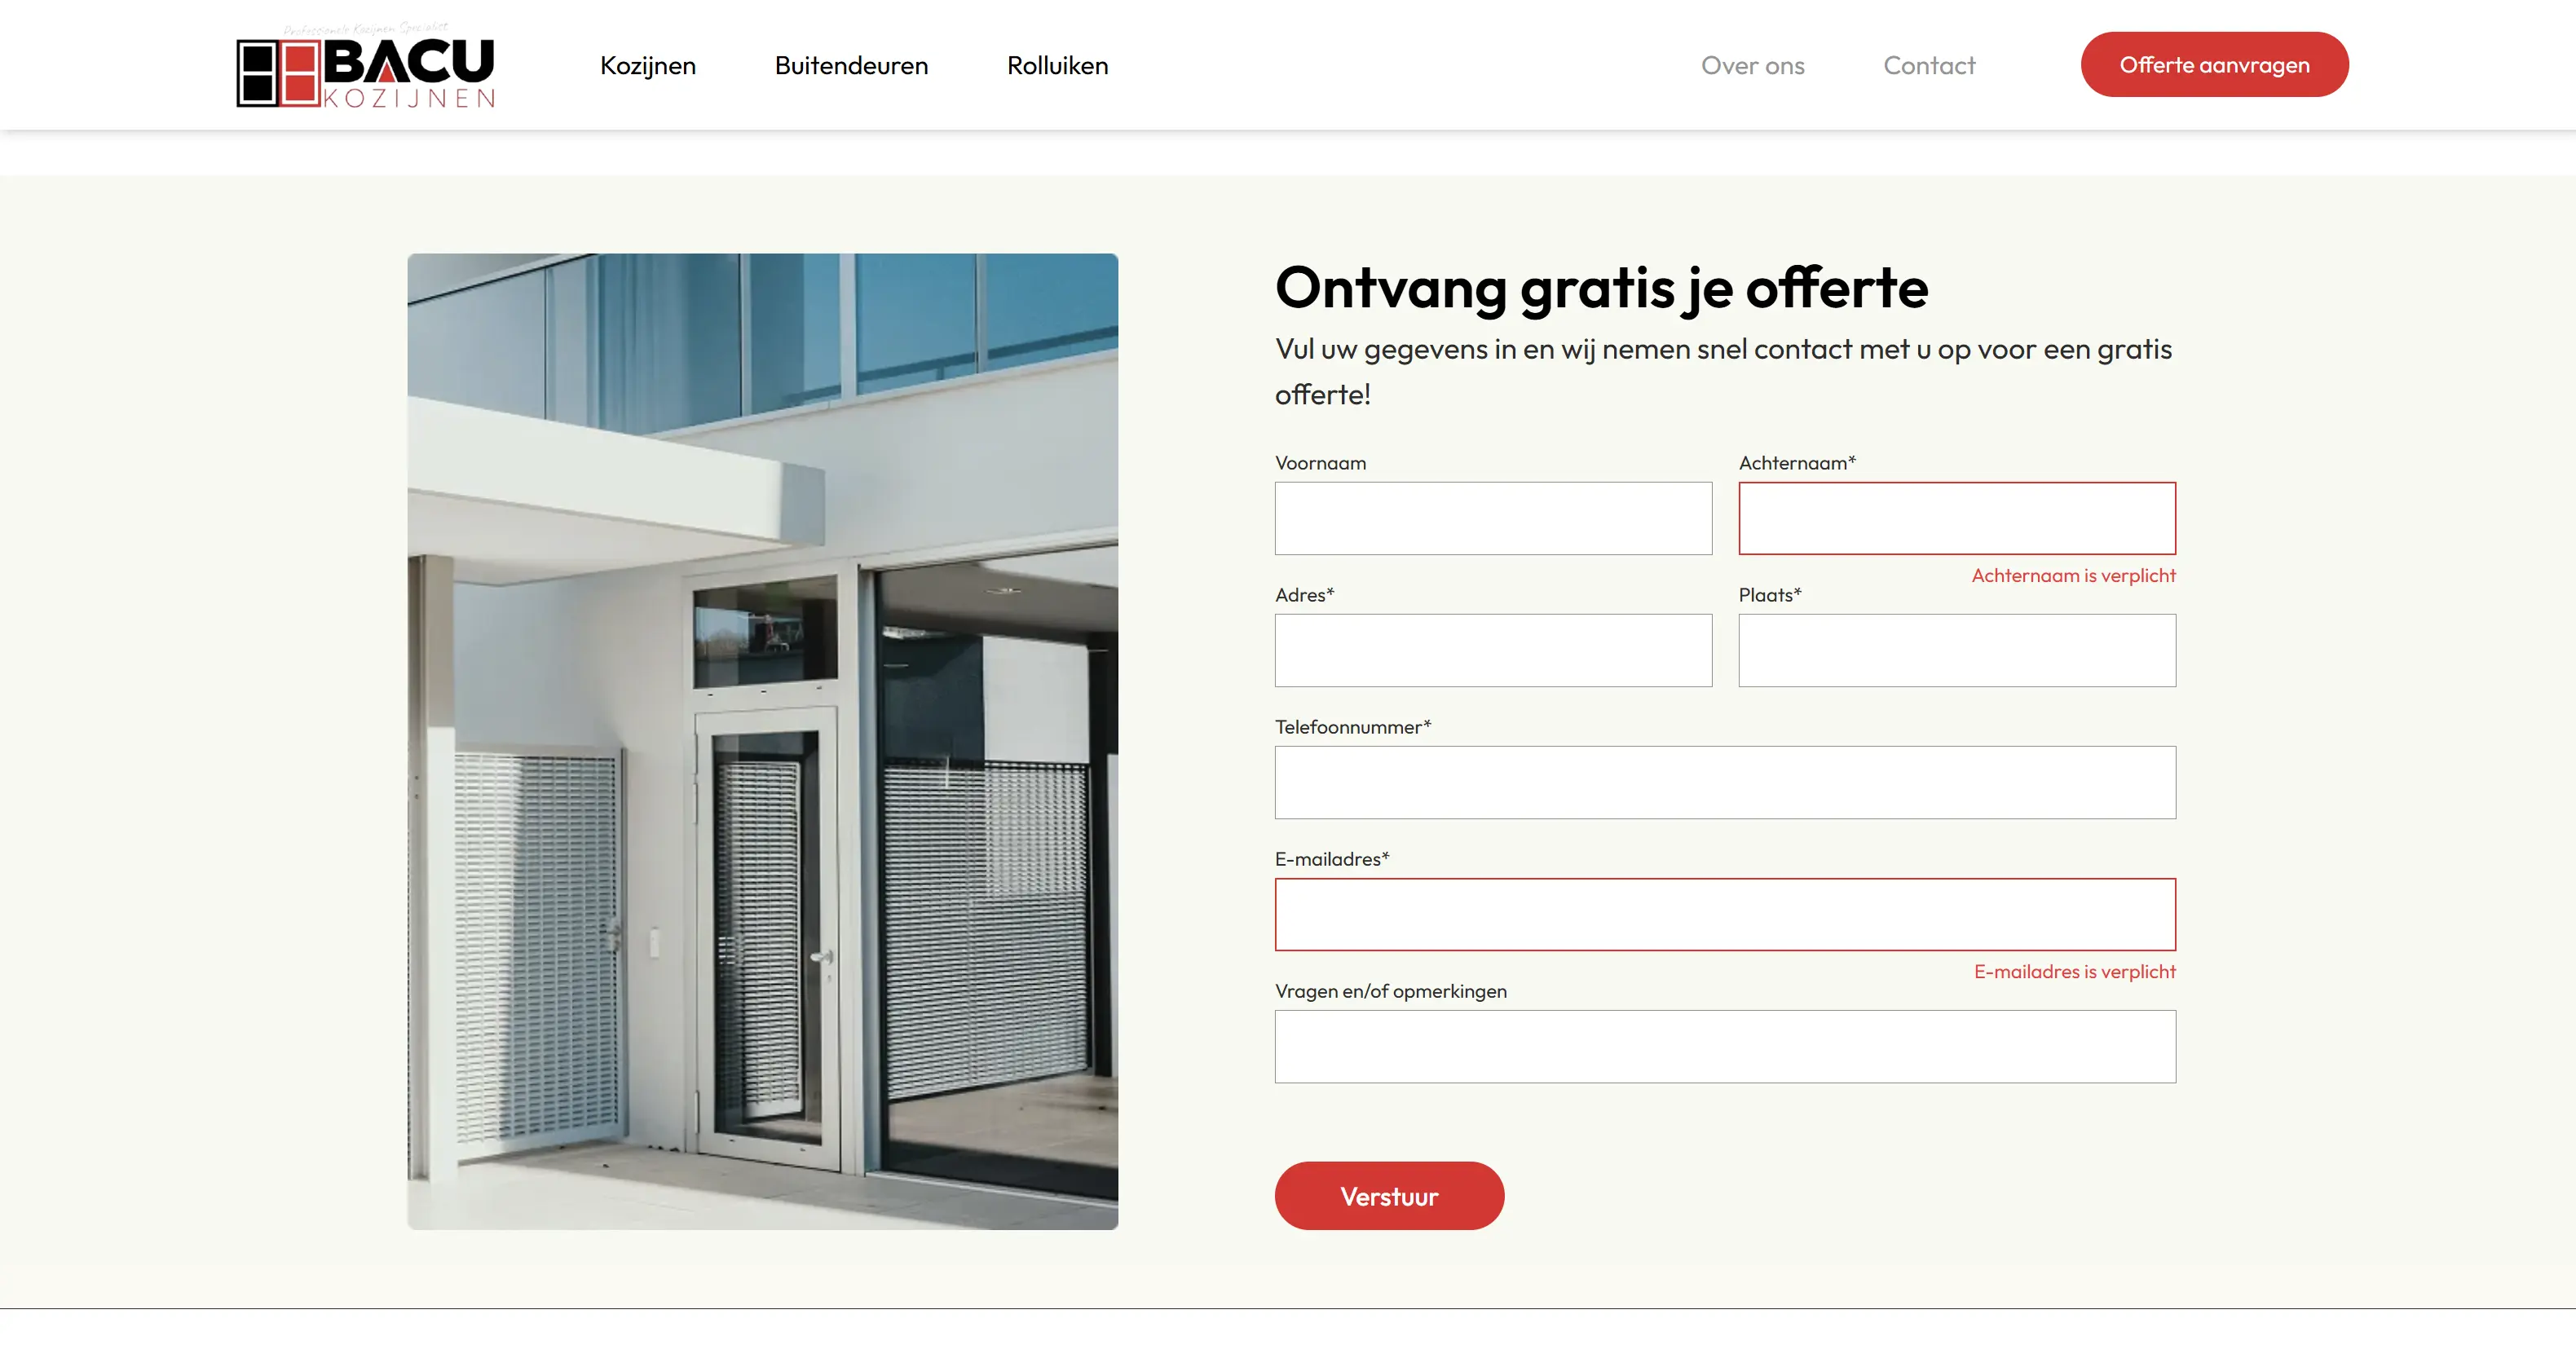 Professionele Kozijnen Specialist
BACU
KOZIJNEN
Kozijnen
Buitendeuren
Rolluiken
Over ons
Contact
Offerte aanvragen
Ontvang gratis je offerte
Vul uw gegevens in en wij nemen snel contact met u op voor een gratis
offerte!
Voornaam
Achternaam*
Achternaam is verplicht
Adres*
Plaats*
Telefoonnummer*
E-mailadres*
E-mailadres is verplicht
Vragen en/of opmerkingen
Verstuur